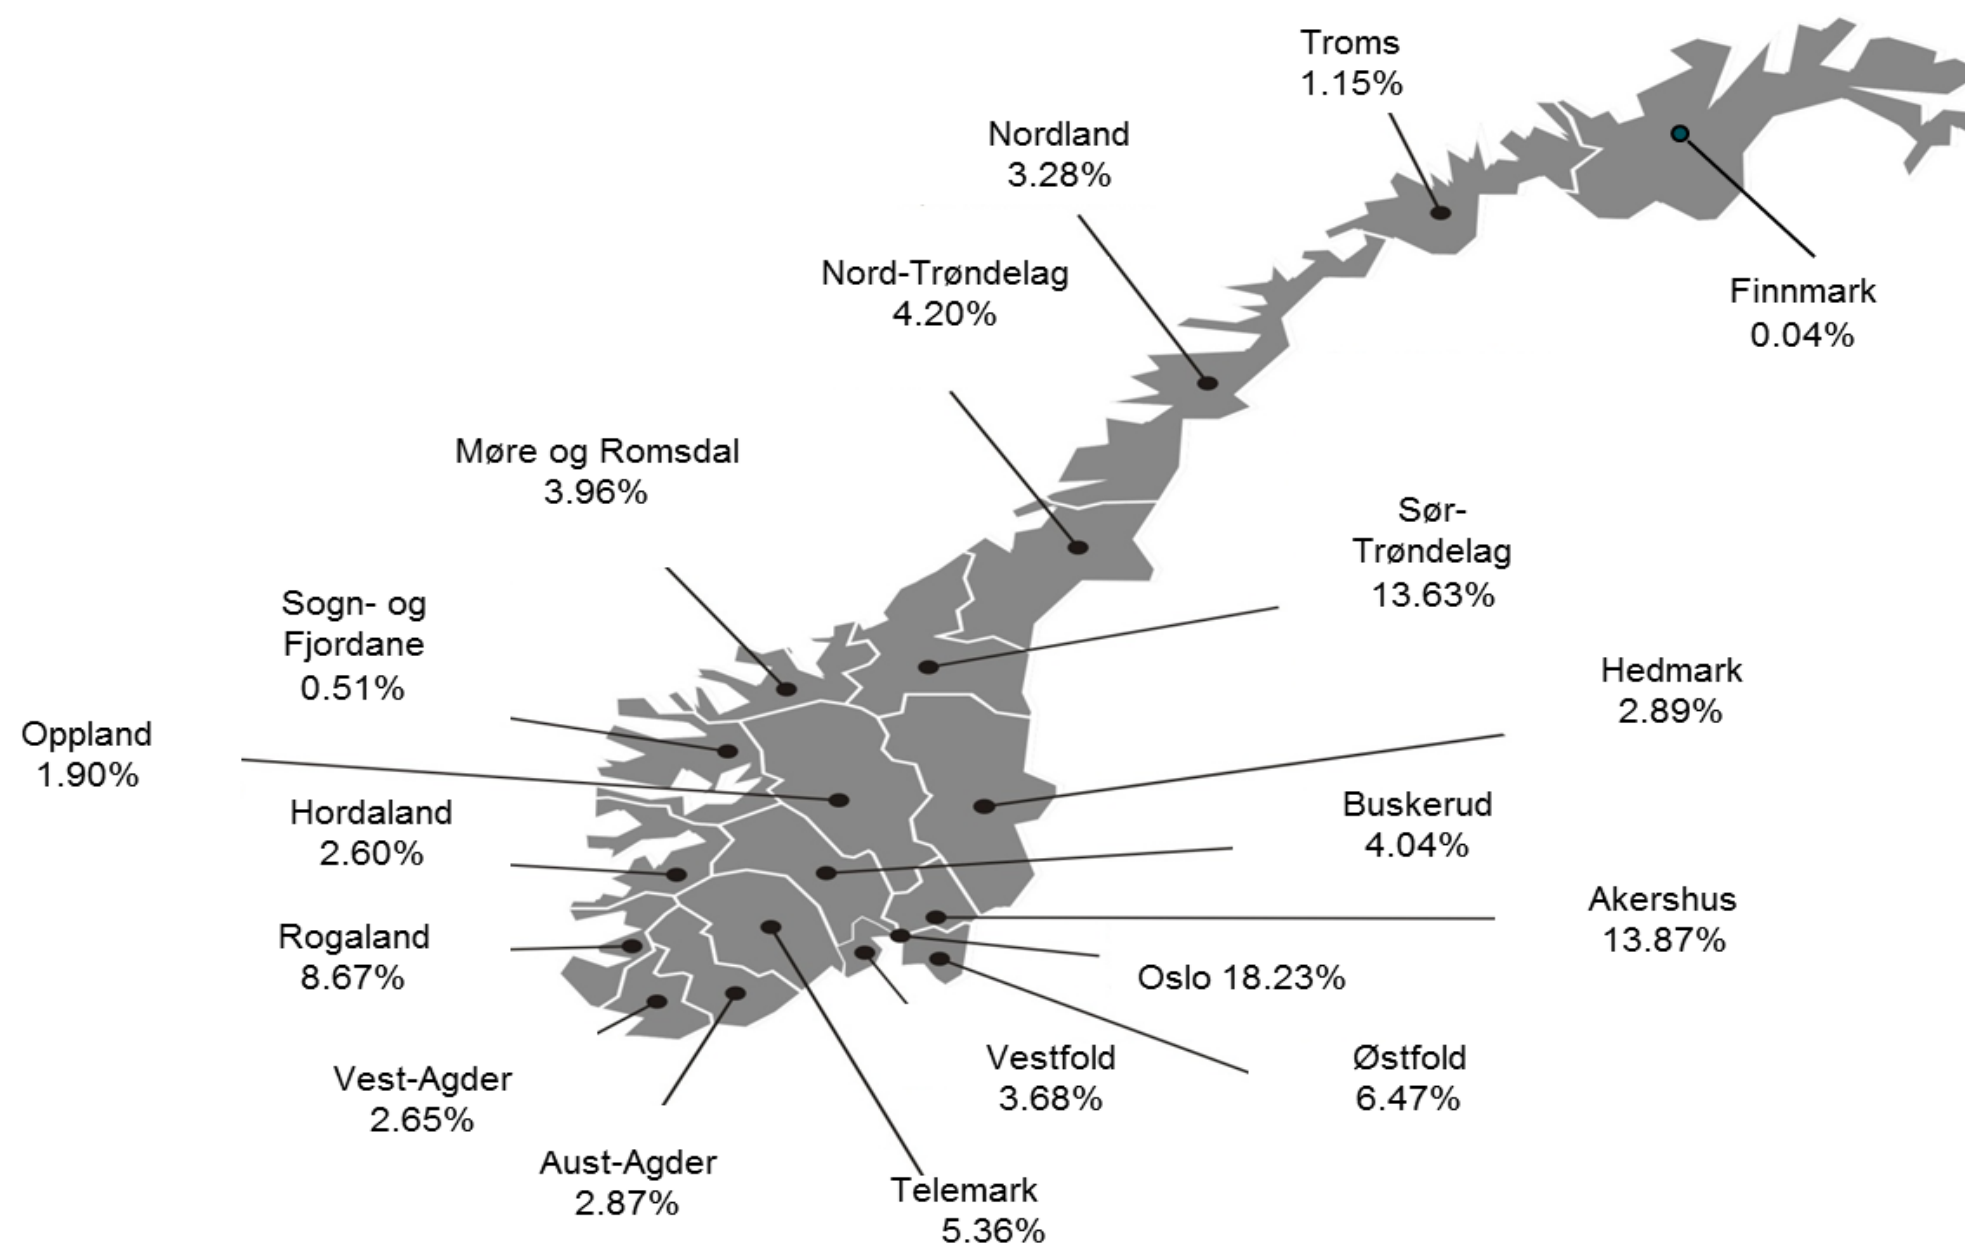 Troms
1.15%
Nordland
3.28%
Nord-Trøndelag
4.20%
Finnmark
0.04%
Møre og Romsdal
3.96%
Sør-
Trøndelag
13.63%
Sogn- og
Fjordane
0.51%
Hedmark
2.89%
Oppland
1.90%
Hordaland
2.60%
Buskerud
4.04%
Akershus
13.87%
Rogaland
8.67%
Oslo 18.23%
Vestfold
3.68%
Østfold
6.47%
Vest-Agder
2.65%
Aust-Agder
2.87%
Telemark
5.36%